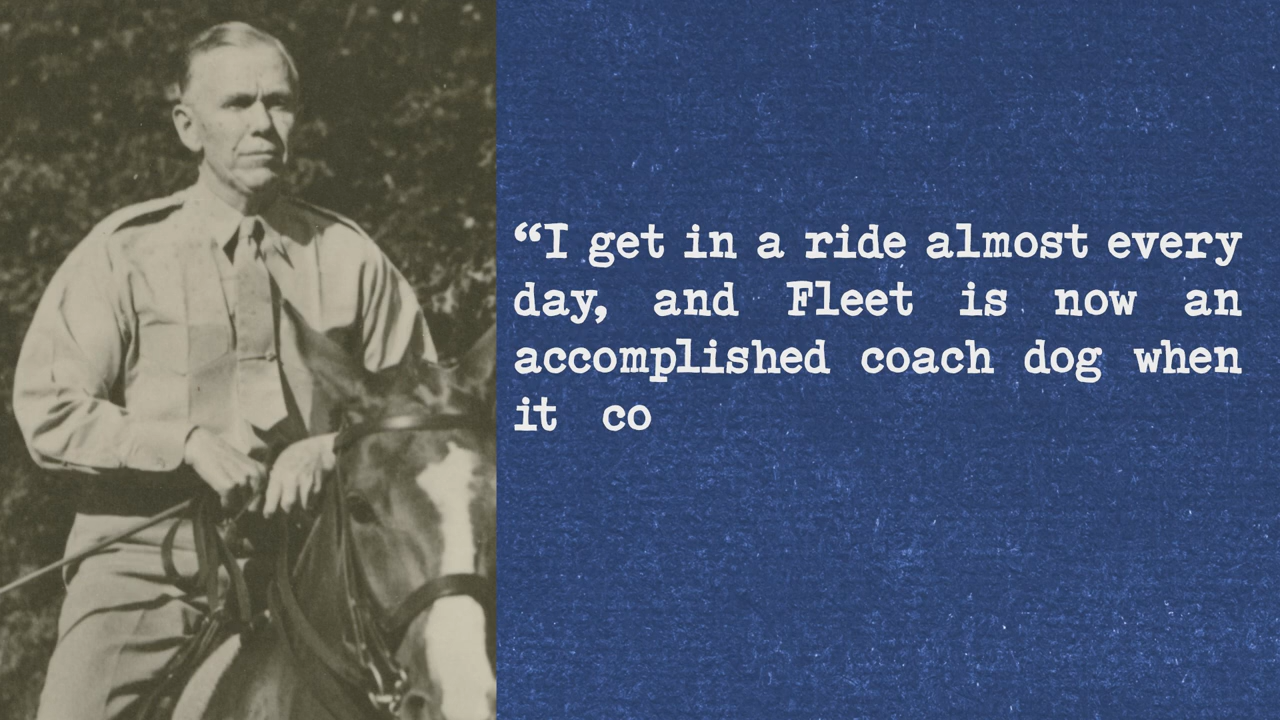 “I get in a ride almost every
day, and Fleet is now an
accomplished coach dog when
it co